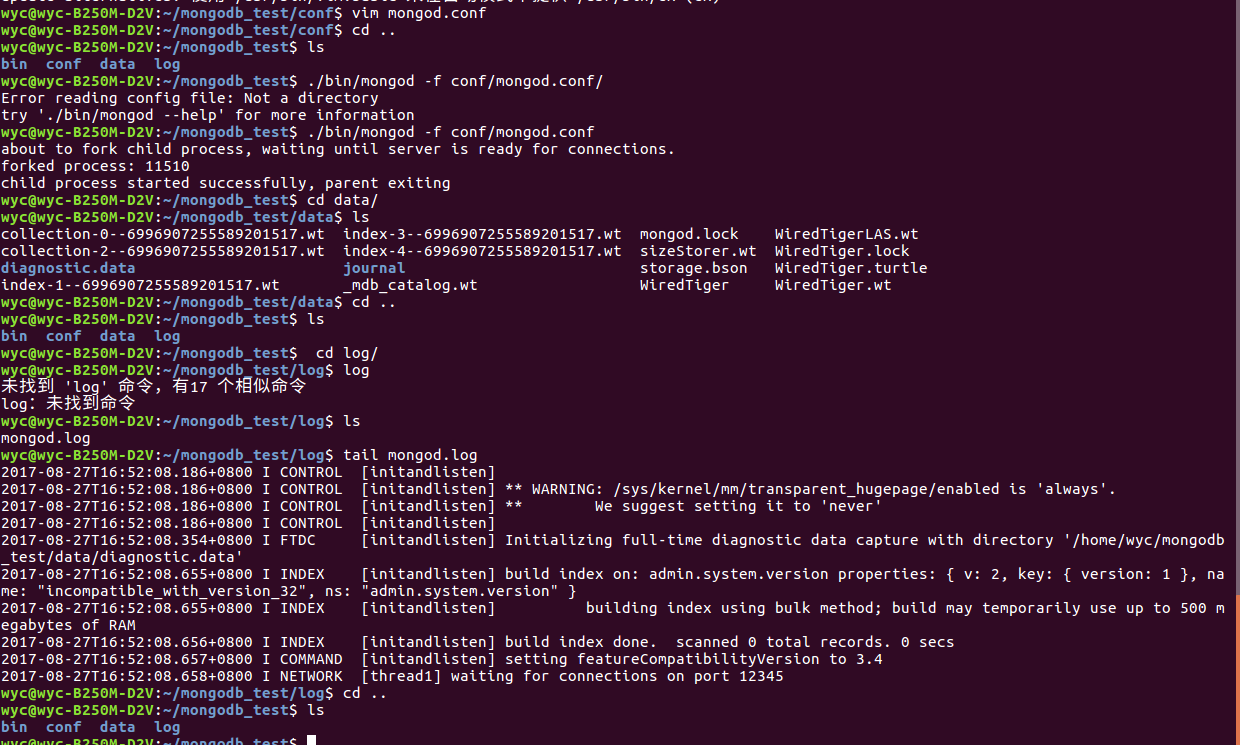 wyc@wyc-B250M-D2V:~/mongodb_test/conf$ vim mongod.conf
wyc@wyc-B250M-D2V:~/mongodb_test/conf$ cd ..
wyc@wyc-B250M-D2V:~/mongodb_test$ ls
bin  conf  data  log
wyc@wyc-B250M-D2V:~/mongodb_test$ ./bin/mongod -f conf/mongod.conf/
Error reading config file: Not a directory
try './bin/mongod --help' for more information
wyc@wyc-B250M-D2V:~/mongodb_test$ ./bin/mongod -f conf/mongod.conf
about to fork child process, waiting until server is ready for connections.
forked process: 11510
child process started successfully, parent exiting
wyc@wyc-B250M-D2V:~/mongodb_test$ cd data/
wyc@wyc-B250M-D2V:~/mongodb_test/data$ ls
collection-0--6996907255589201517.wt  index-3--6996907255589201517.wt  mongod.lock    WiredTigerLAS.wt
collection-2--6996907255589201517.wt  index-4--6996907255589201517.wt  sizeStorer.wt  WiredTiger.lock
diagnostic.data                       journal                          storage.bson   WiredTiger.turtle
index-1--6996907255589201517.wt       _mdb_catalog.wt                  WiredTiger     WiredTiger.wt
wyc@wyc-B250M-D2V:~/mongodb_test/data$ cd ..
wyc@wyc-B250M-D2V:~/mongodb_test$ ls
bin  conf  data  log
wyc@wyc-B250M-D2V:~/mongodb_test$  cd log/
wyc@wyc-B250M-D2V:~/mongodb_test/log$ log
未找到 'log' 命令，有17 个相似命令
log：未找到命令
wyc@wyc-B250M-D2V:~/mongodb_test/log$ ls
mongod.log
wyc@wyc-B250M-D2V:~/mongodb_test/log$ tail mongod.log
2017-08-27T16:52:08.186+0800 I CONTROL  [initandlisten]
2017-08-27T16:52:08.186+0800 I CONTROL  [initandlisten] ** WARNING: /sys/kernel/mm/transparent_hugepage/enabled is 'always'.
2017-08-27T16:52:08.186+0800 I CONTROL  [initandlisten] **        We suggest setting it to 'never'
2017-08-27T16:52:08.186+0800 I CONTROL  [initandlisten]
2017-08-27T16:52:08.354+0800 I FTDC     [initandlisten] Initializing full-time diagnostic data capture with directory '/home/wyc/mongodb
_test/data/diagnostic.data'
2017-08-27T16:52:08.655+0800 I INDEX    [initandlisten] build index on: admin.system.version properties: { v: 2, key: { version: 1 }, na
me: "incompatible_with_version_32", ns: "admin.system.version" }
2017-08-27T16:52:08.655+0800 I INDEX    [initandlisten]          building index using bulk method; build may temporarily use up to 500 m
egabytes of RAM
2017-08-27T16:52:08.656+0800 I INDEX    [initandlisten] build index done.  scanned 0 total records. 0 secs
2017-08-27T16:52:08.657+0800 I COMMAND  [initandlisten] setting featureCompatibilityVersion to 3.4
2017-08-27T16:52:08.658+0800 I NETWORK  [thread1] waiting for connections on port 12345
wyc@wyc-B250M-D2V:~/mongodb_test/log$ cd ..
wyc@wyc-B250M-D2V:~/mongodb_test$ ls
bin  conf  data  log
wyc@wyc-B250M-D2V:~/mongodb_test$